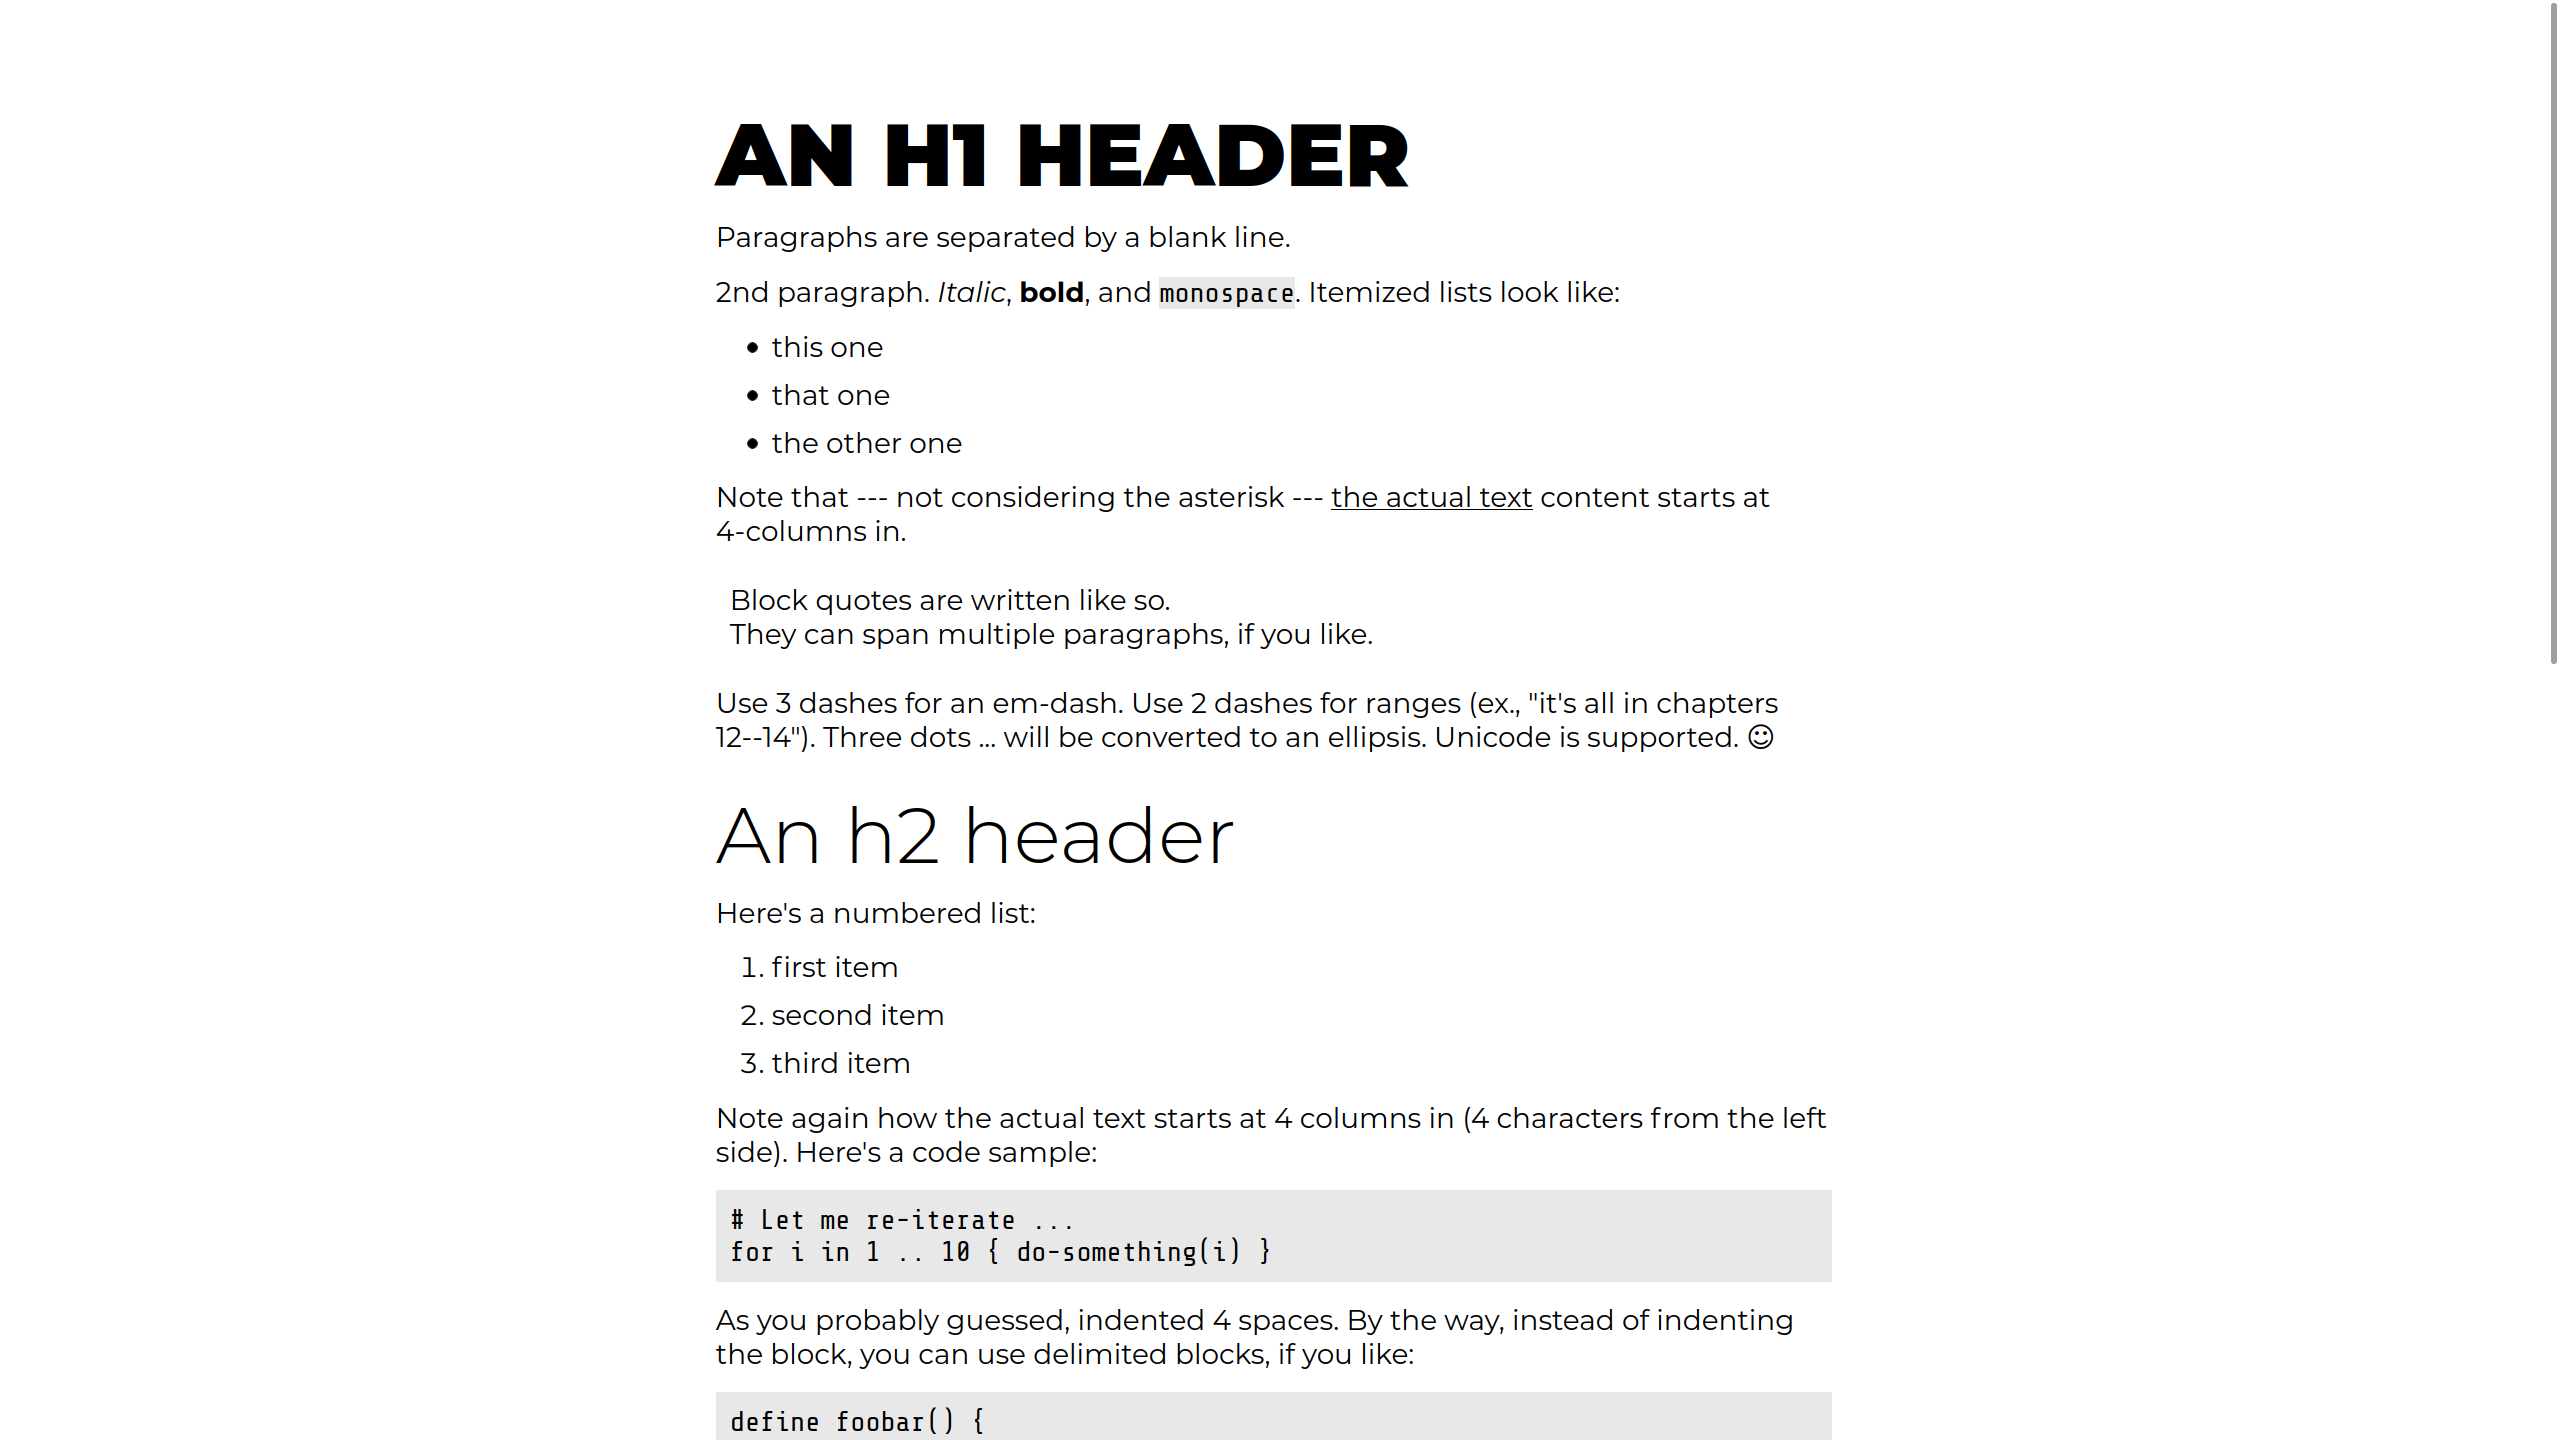 AN H1 HEADER
Paragraphs are separated by a blank line.
2nd paragraph. Italic, bold, and monospace. Itemized lists look like:
• this one
• that one
• the other one
Note that --- not considering the asterisk --- the actual text content starts at
4-columns in.
Block quotes are written like so.
They can span multiple paragraphs, if you like.
Use 3 dashes for an em-dash. Use 2 dashes for ranges (ex., "it's all in chapters
12--14"). Three dots ... will be converted to an ellipsis. Unicode is supported. ☺
An h2 header
Here's a numbered list:
1. first item
2. second item
3. third item
Note again how the actual text starts at 4 columns in (4 characters from the left
side). Here's a code sample:
# Let me re-iterate ...
for i in 1 .. 10 { do-something(i) }
As you probably guessed, indented 4 spaces. By the way, instead of indenting
the block, you can use delimited blocks, if you like:
define foobar() {